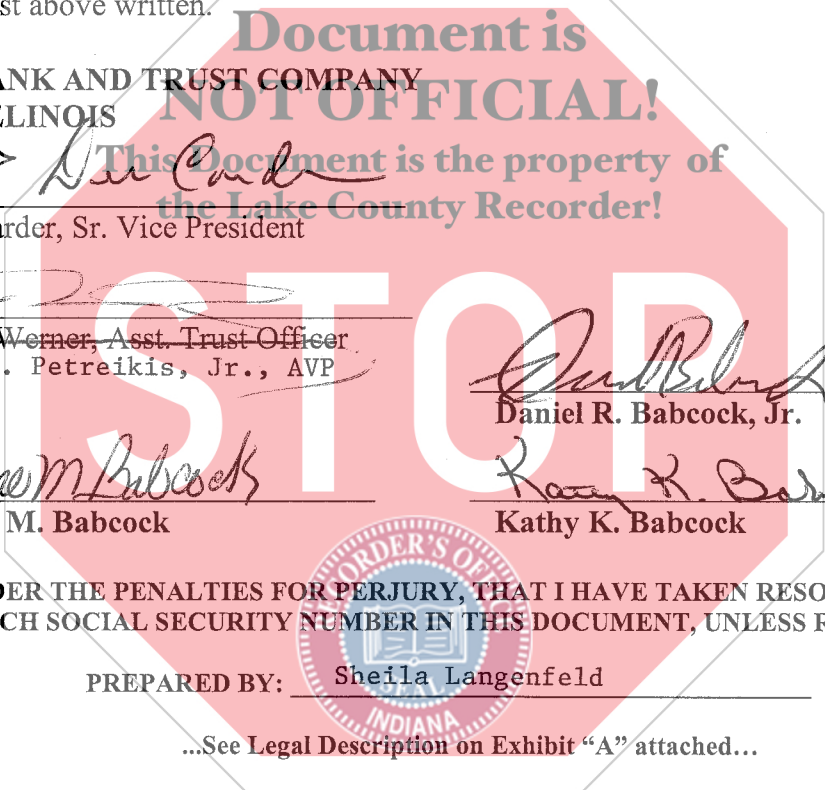 st above written.
Document is
ANK AND TRUST COMPANY
NOT OFFICIAL!
LLINOIS
This Document is the property of
the Lake County Recorder!
arder, Sr. Vice President
STOP
Werner, Asst. Trust Officer
. Petreikis, Jr., AVP
Daniel R. Babcock, Jr.
M. Babcock
M. Babcock
Kathy K. Babcock
RECORDER'S OFFICE
DER THE PENALTIES FOR PERJURY, THAT I HAVE TAKEN RESO
CH SOCIAL SECURITY NUMBER IN THIS DOCUMENT, UNLESS R
PREPARED BY: Sheila Langenfeld
SEAL
INDIANA
...See Legal Description on Exhibit “A” attached...